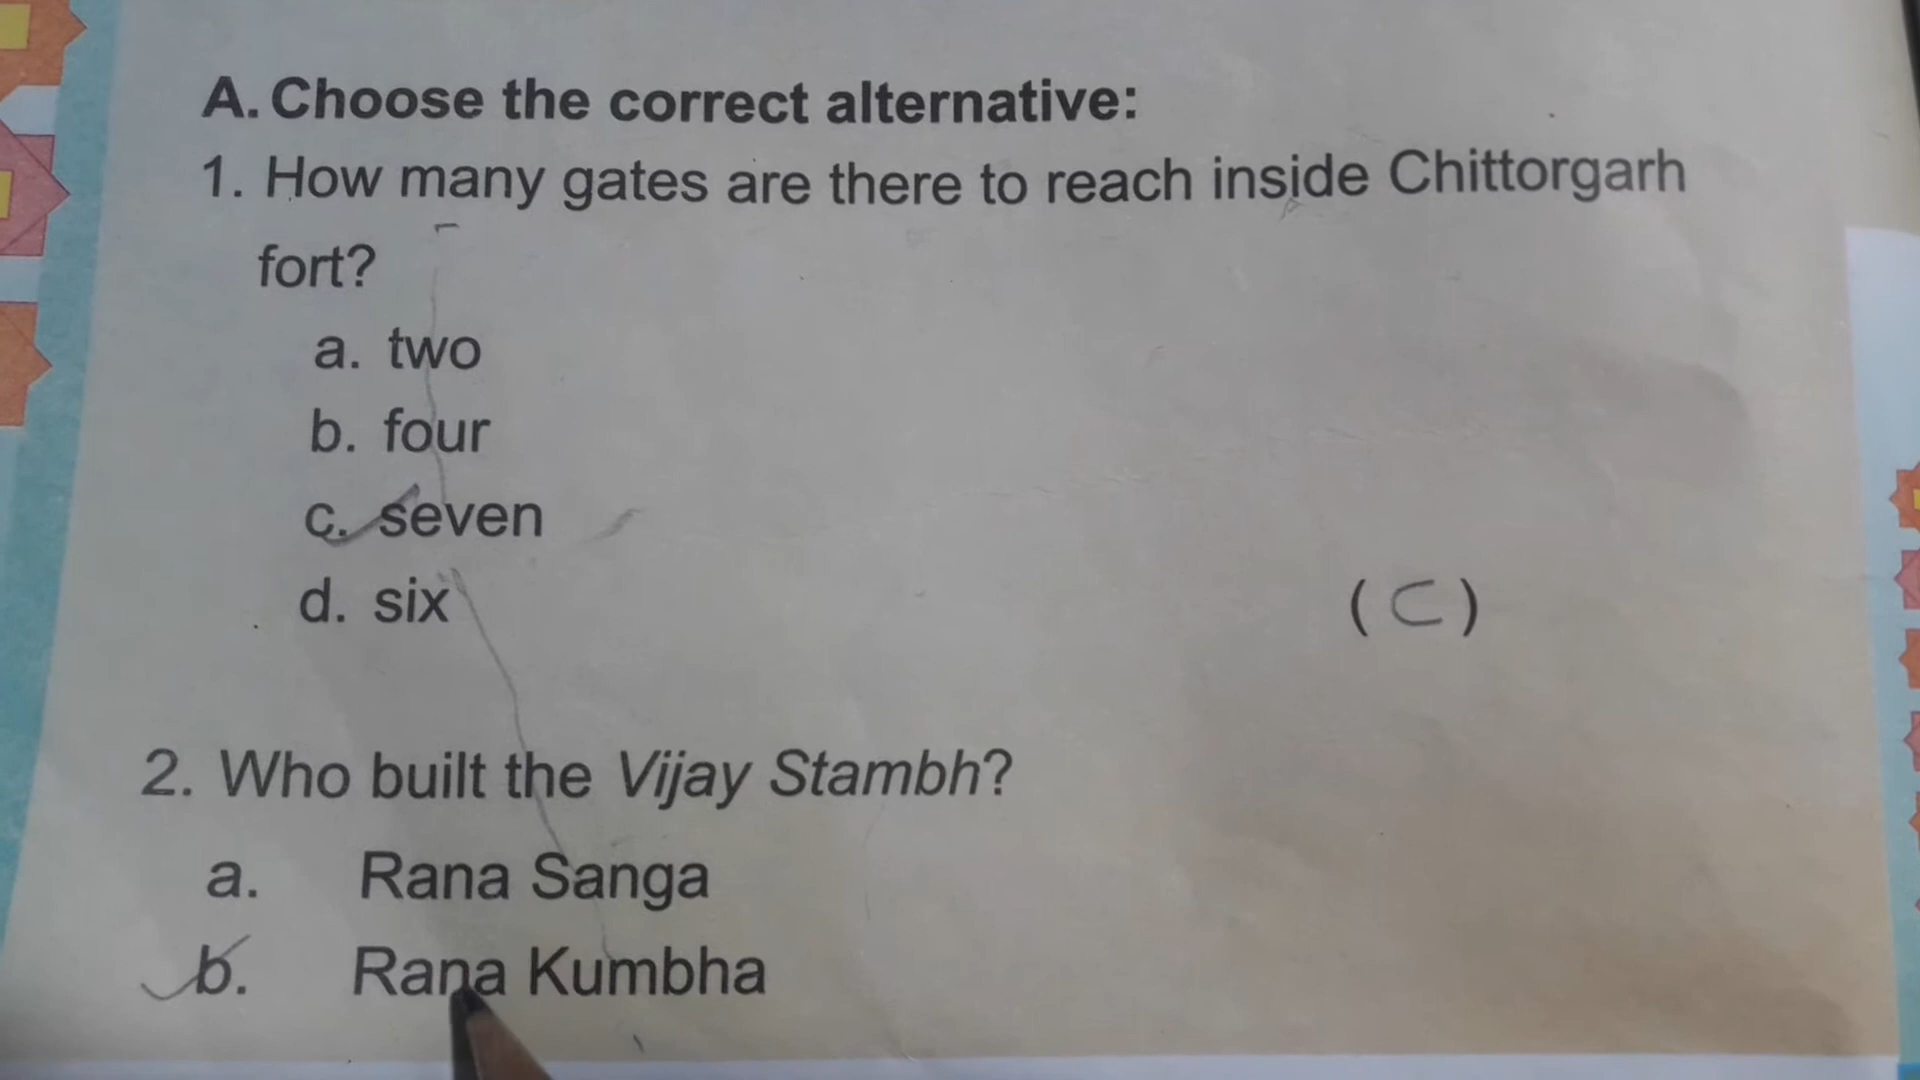 A. Choose the correct alternative:
1. How many gates are there to reach inside Chittorgarh
fort?
a. two
b. four
c. seven
d. six
(C)
2. Who built the Vijay Stambh?
a. Rana Sanga
b. Rana Kumbha